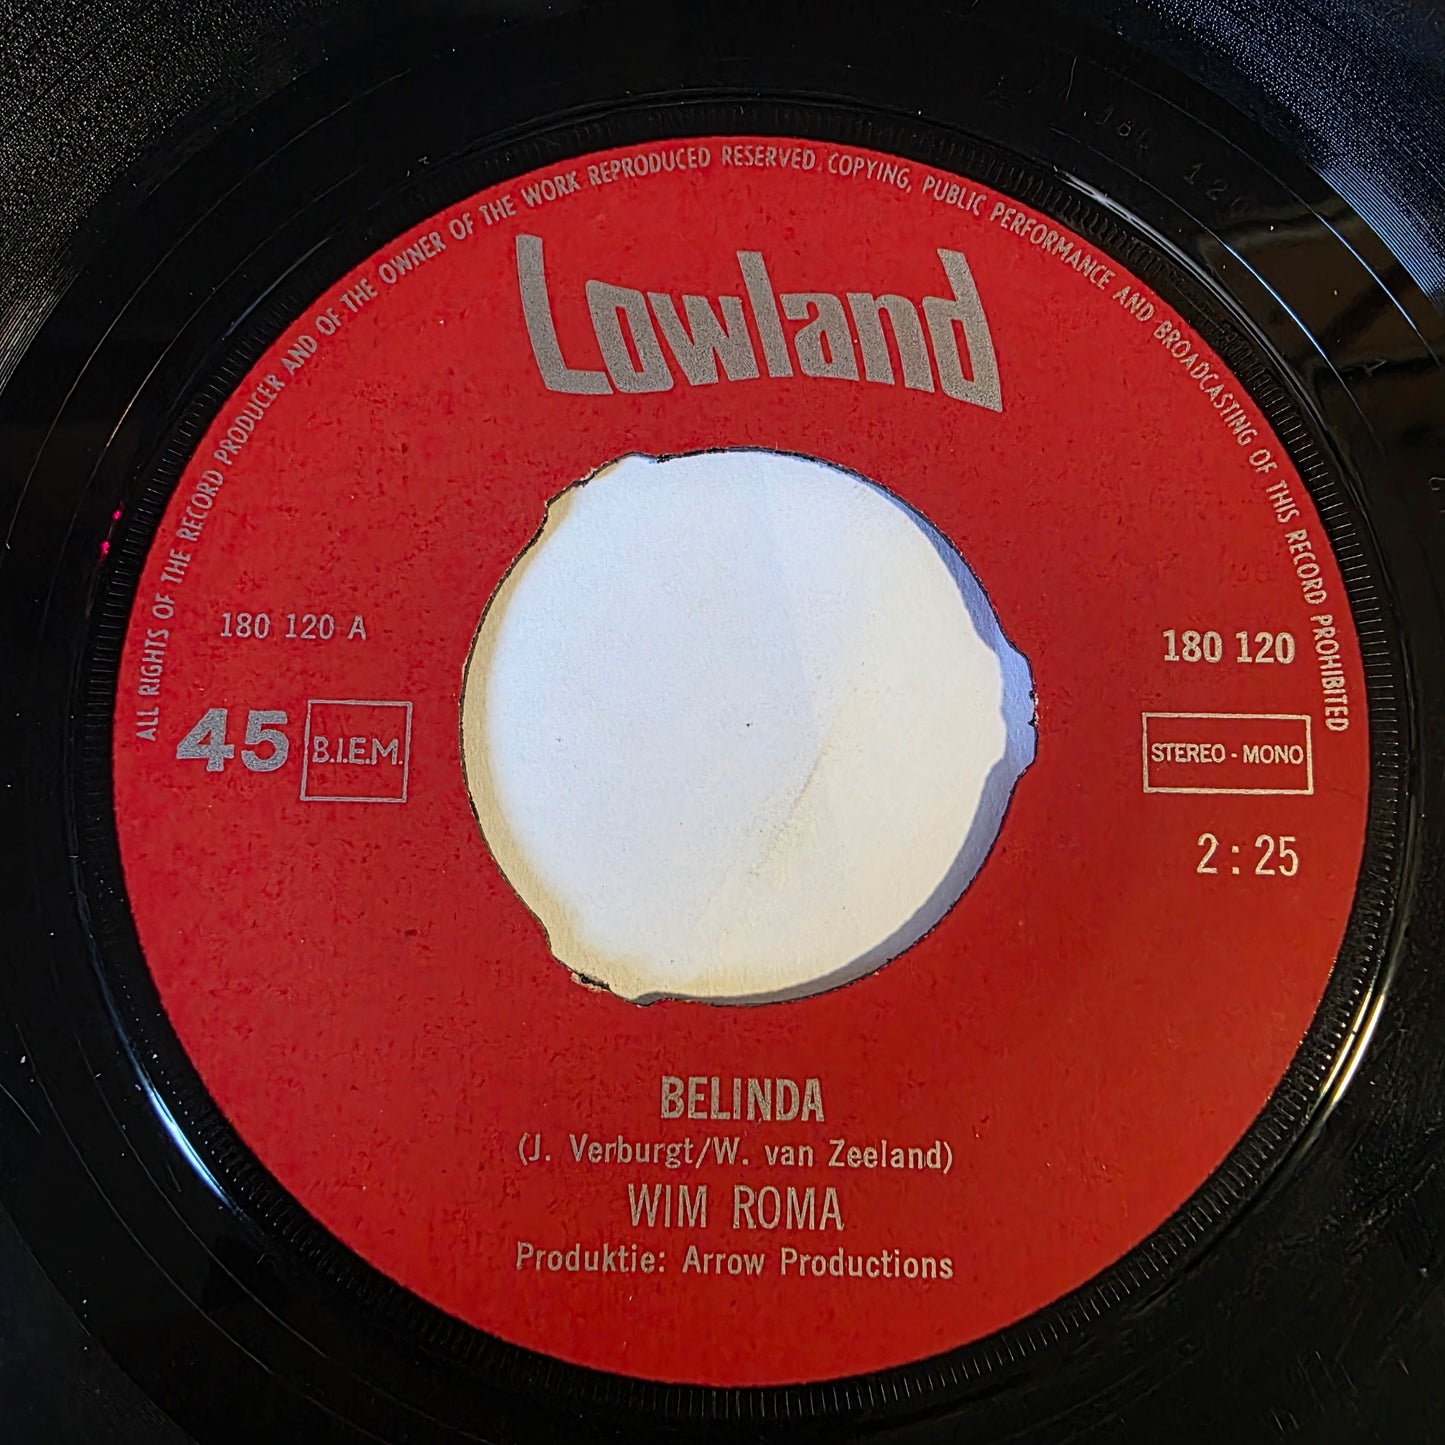 ALL RIGHTS OF THE RECORD PRODUCER AND OF THE OWNER OF THE WORK REPRODUCED RESERVED. COPYING, PUBLIC PERFORMANCE AND BROADCASTING OF THIS RECORD PROHIBITED
Lowland
180 120 A
180 120
45 B.I.E.M.
STEREO - MONO
2 : 25
BELINDA
(J. Verburgt/W. van Zeeland)
WIM ROMA
Produktie: Arrow Productions